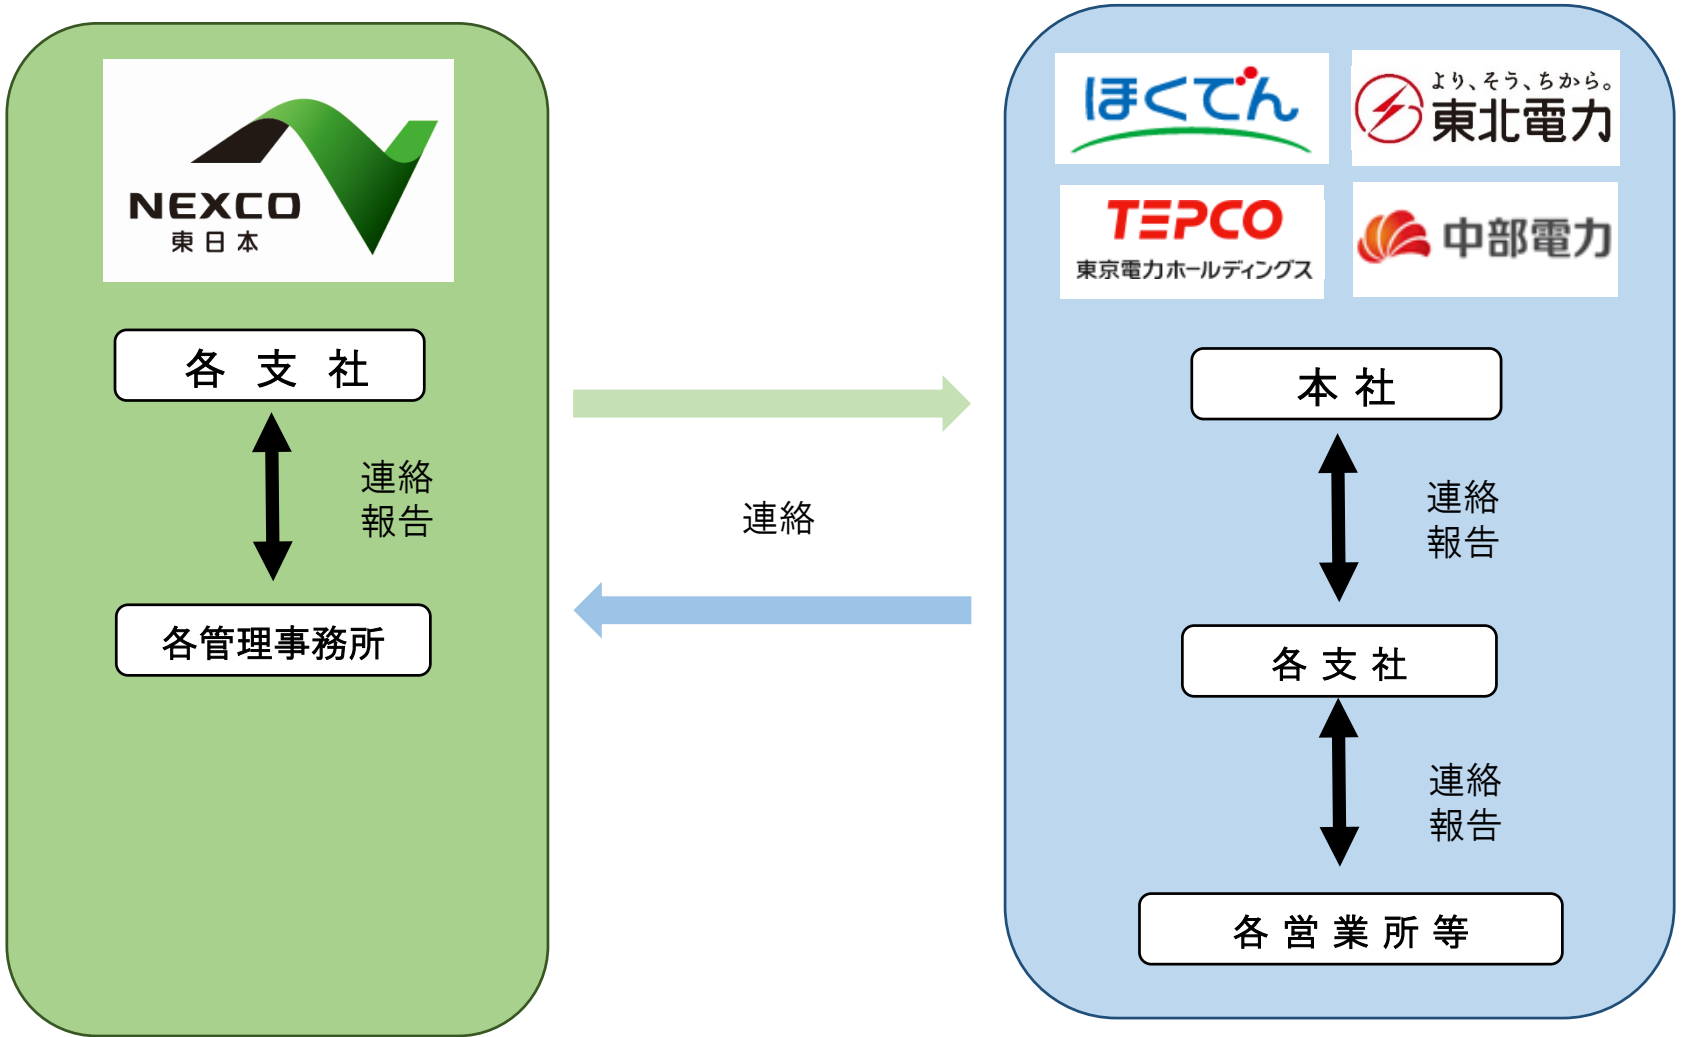 NEXCO
東日本
各支社
連絡
報告
各管理事務所
連絡
ほくでん
より、そう、ちから。
東北電力
TEPCO
東京電力ホールディングス
中部電力
本社
連絡
報告
各支社
連絡
報告
各営業所等